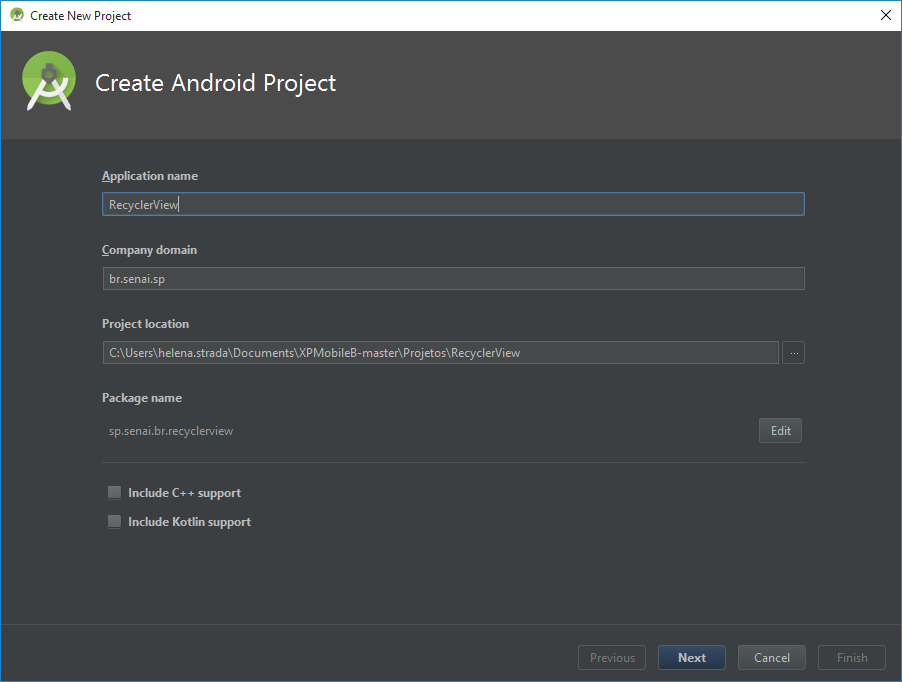 Create New Project
Create Android Project
Application name
RecyclerView
Company domain
br.senai.sp
Project location
C:\Users\helena.strada\Documents\XPMobileB-master\Projetos\RecyclerView
...
Package name
sp.senai.br.recyclerview
Edit
Include C++ support
Include Kotlin support
Previous Next Cancel Finish